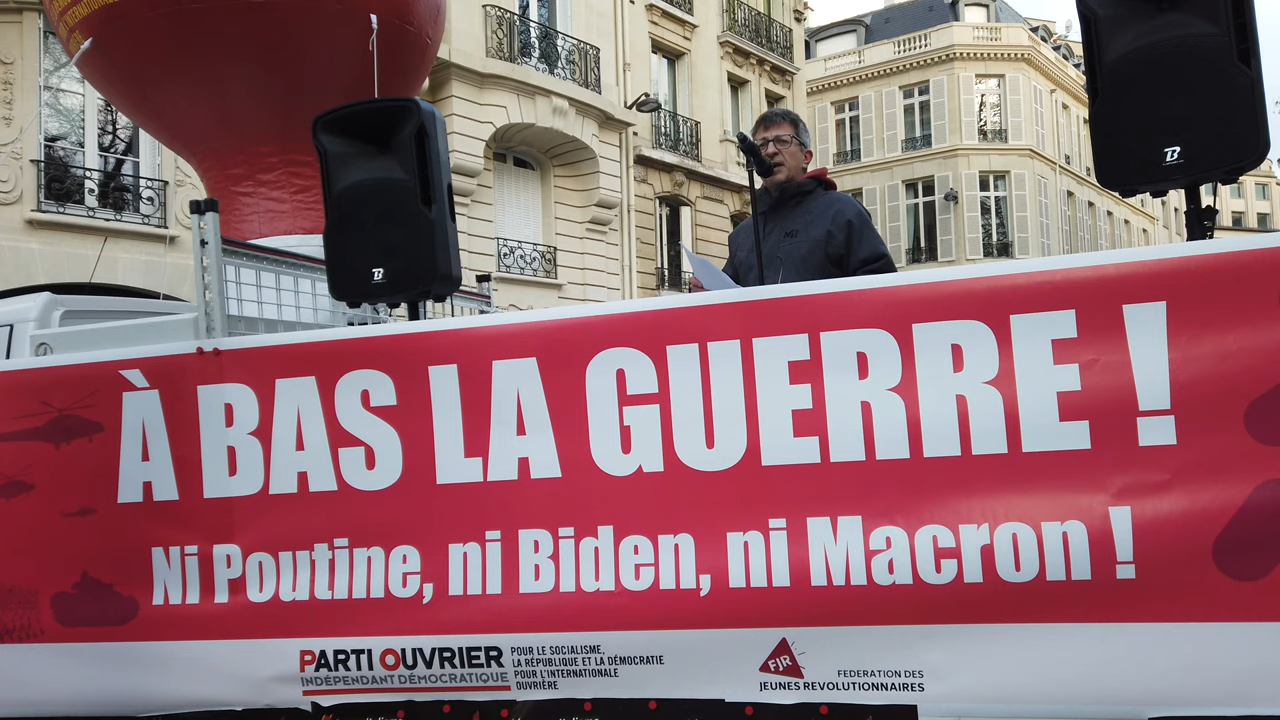 L'INTERNATIONALE
B
B
M
À BAS LA GUERRE !
Ni Poutine, ni Biden, ni Macron !
PARTI OUVRIER
INDÉPENDANT DÉMOCRATIQUE
POUR LE SOCIALISME,
LA RÉPUBLIQUE ET LA DÉMOCRATIE
POUR L'INTERNATIONALE
OUVRIÈRE
FJR
FEDERATION DES
JEUNES REVOLUTIONNAIRES